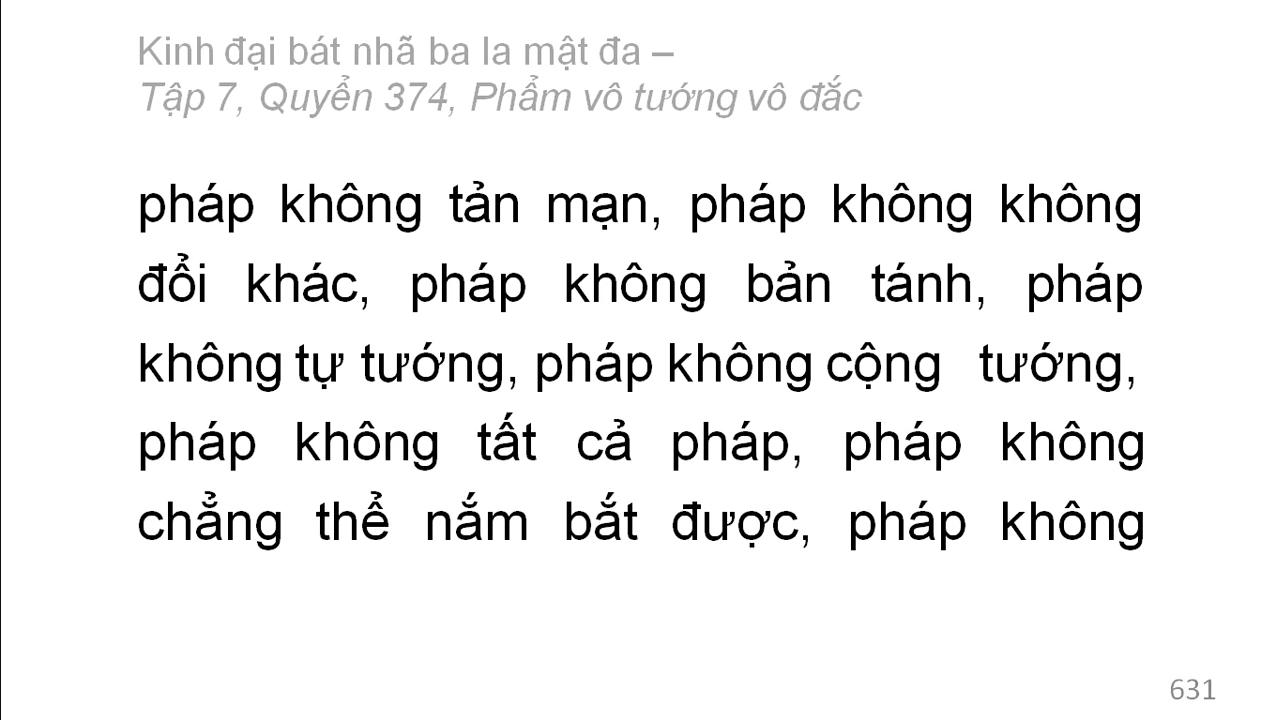 Kinh đại bát nhã ba la mật đa –
Tập 7, Quyển 374, Phẩm vô tướng vô đắc
pháp không tản mạn, pháp không không
đổi khác, pháp không bản tánh, pháp
không tự tướng, pháp không cộng tướng,
pháp không tất cả pháp, pháp không
chẳng thể nắm bắt được, pháp không
631